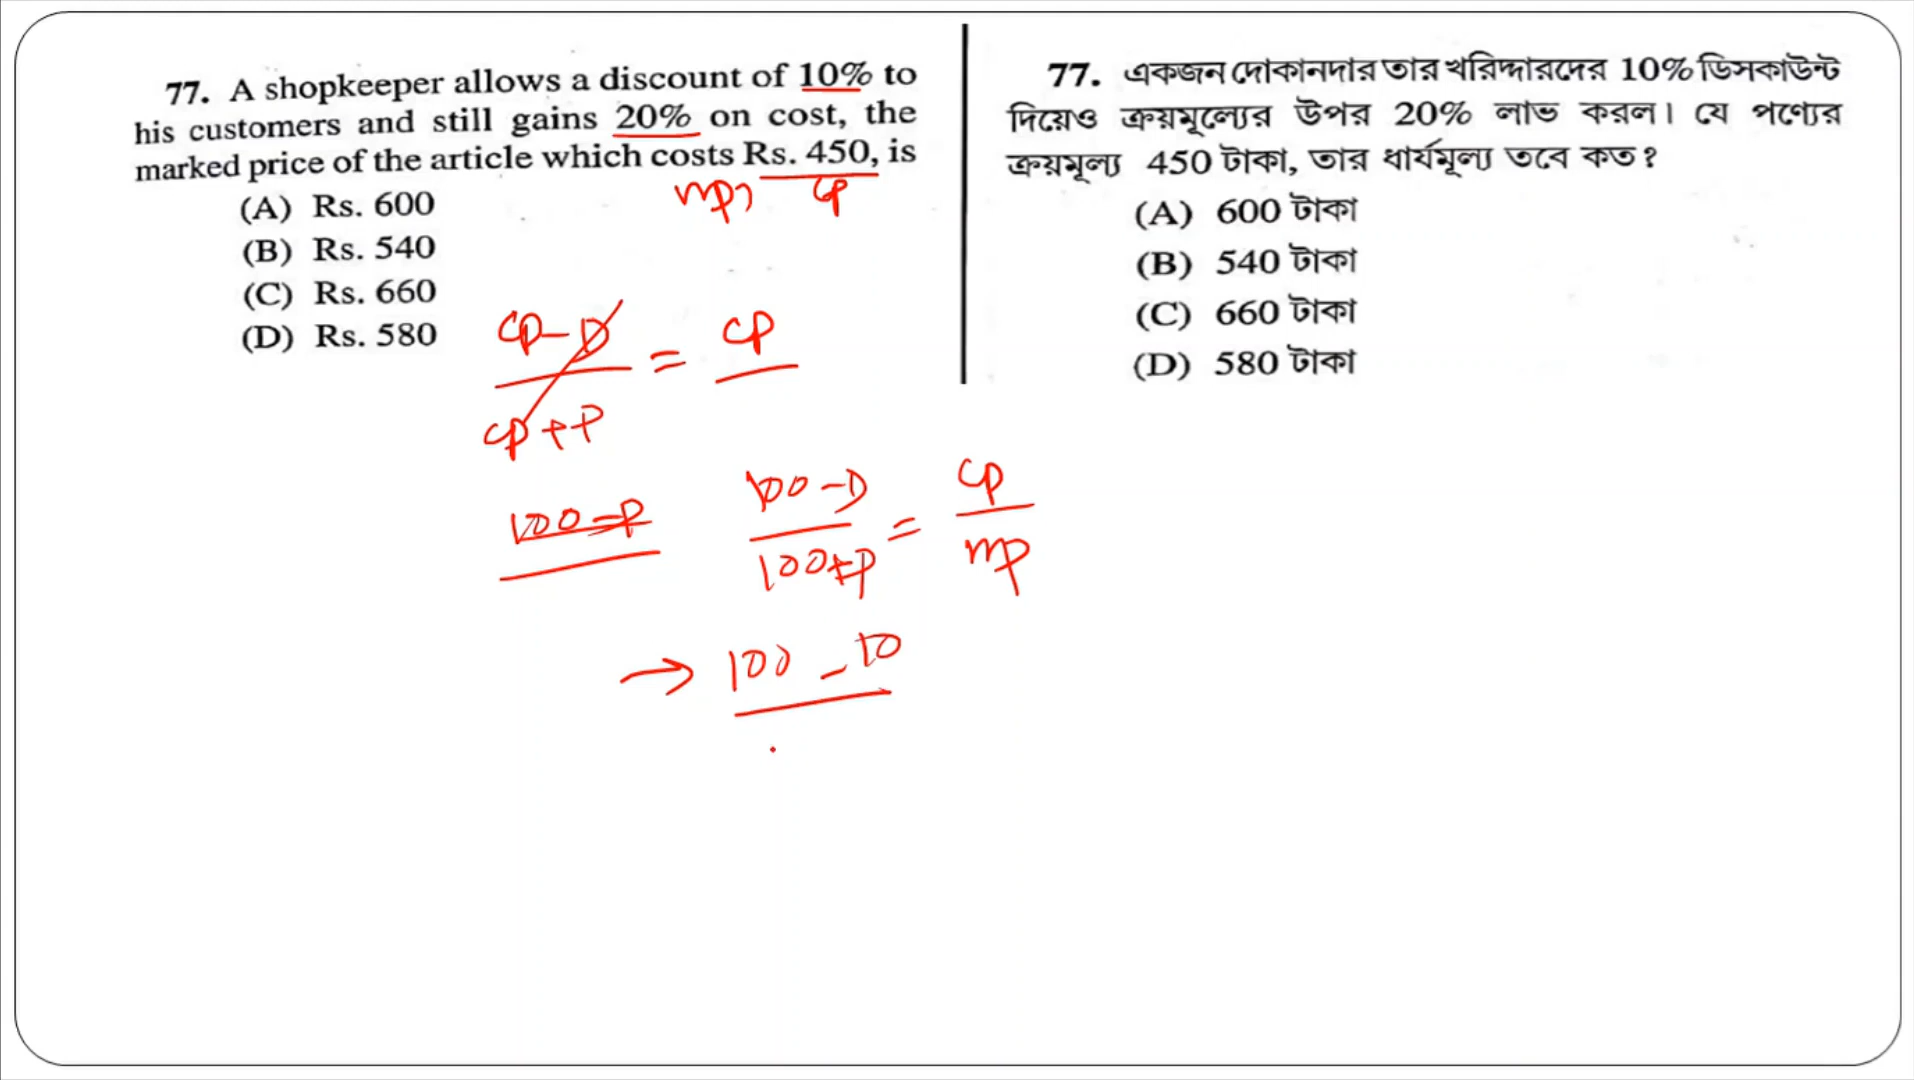 77. A shopkeeper allows a discount of 10% to
his customers and still gains 20% on cost, the
marked price of the article which costs Rs. 450, is
(A) Rs. 600
(B) Rs. 540
(C) Rs. 660
(D) Rs. 580
77. একজন দোকানদার তার খরিদ্দারদের 10% ডিসকাউন্ট
দিয়েও ক্রয়মূল্যের উপর 20% লাভ করল। যে পণ্যের
ক্রয়মূল্য 450 টাকা, তার ধার্যমূল্য তবে কত?
(A) 600 টাকা
(B) 540 টাকা
(C) 660 টাকা
(D) 580 টাকা
mp, cp
cp-D = cp
cp+P
100-P
100-D = cp
100+P mp
→ 100 - 10